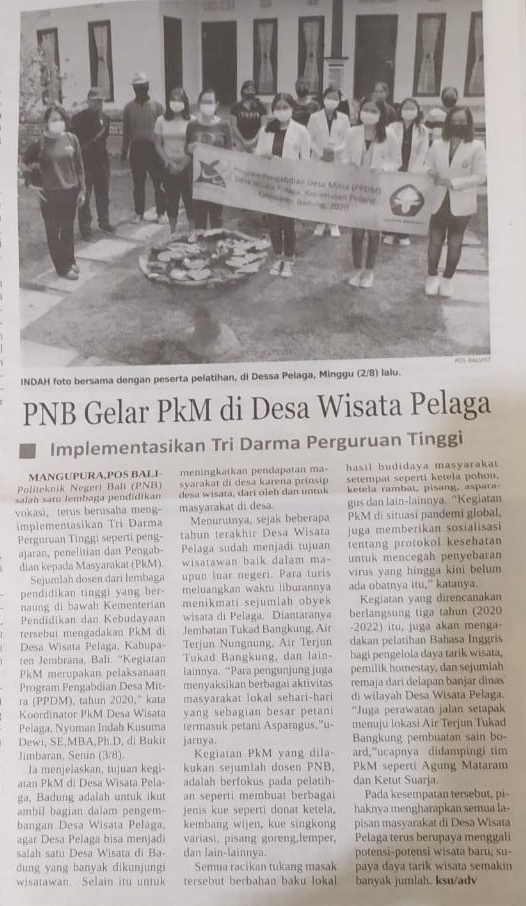 Program Pengabdian Desa Mitra (PPDM)
Desa Wisata Pelaga, Kecamatan Petang
Kabupaten Badung, 2020
POS BALI/IST
INDAH foto bersama dengan peserta pelatihan, di Dessa Pelaga, Minggu (2/8) lalu.
PNB Gelar PkM di Desa Wisata Pelaga
Implementasikan Tri Darma Perguruan Tinggi
MANGUPURA,POS BALI-
Politeknik Negeri Bali (PNB)
salah satu lembaga pendidikan
vokasi, terus berusaha meng-
implementasikan Tri Darma
Perguruan Tinggi seperti peng-
ajaran, penelitian dan Pengab-
dian kepada Masyarakat (PkM).
Sejumlah dosen dari lembaga
pendidikan tinggi yang ber-
naung di bawah Kementerian
Pendidikan dan Kebudayaan
tersebut mengadakan PkM di
Desa Wisata Pelaga, Kabupa-
ten Jembrana, Bali. “Kegiatan
PkM merupakan pelaksanaan
Program Pengabdian Desa Mit-
ra (PPDM), tahun 2020,” kata
Koordinator PkM Desa Wisata
Pelaga, Nyoman Indah Kusuma
Dewi, SE,MBA,Ph.D, di Bukit
Jimbaran, Senin (3/8).
Ia menjelaskan, tujuan kegi-
atan PkM di Desa Wisata Pela-
ga, Badung adalah untuk ikut
ambil bagian dalam pengem-
bangan Desa Wisata Pelaga,
agar Desa Pelaga bisa menjadi
salah satu Desa Wisata di Ba-
dung yang banyak dikunjungi
wisatawan. Selain itu untuk
meningkatkan pendapatan ma-
syarakat di desa karena prinsip
desa wisata, dari oleh dan untuk
masyarakat di desa.
Menurutnya, sejak beberapa
tahun terakhir Desa Wisata
Pelaga sudah menjadi tujuan
wisatawan baik dalam ma-
upun luar negeri. Para turis
meluangkan waktu liburannya
menikmati sejumlah obyek
wisata di Pelaga. Diantaranya
Jembatan Tukad Bangkung, Air
Terjun Nungnung, Air Terjun
Tukad Bangkung, dan lain-
lainnya. “Para pengunjung juga
menyaksikan berbagai aktivitas
masyarakat lokal sehari-hari
yang sebagian besar petani
termasuk petani Asparagus,”u-
jarnya.
Kegiatan PkM yang dila-
kukan sejumlah dosen PNB,
adalah berfokus pada pelatih-
an seperti membuat berbagai
jenis kue seperti donat ketela,
kembang wijen, kue singkong
variasi, pisang goreng,lemper,
dan lain-lainnya.
Semua racikan tukang masak
tersebut berbahan baku lokal
hasil budidaya masyarakat
setempat seperti ketela pohon,
ketela rambat, pisang, aspara-
gus dan lain-lainnya. “Kegiatan
PkM di situasi pandemi global,
juga memberikan sosialisasi
tentang protokol kesehatan
untuk mencegah penyebaran
virus yang hingga kini belum
ada obatnya itu,” katanya.
Kegiatan yang direncanakan
berlangsung tiga tahun (2020
-2022) itu, juga akan menga-
dakan pelatihan Bahasa Inggris
bagi pengelola daya tarik wisata,
pemilik homestay, dan sejumlah
remaja dari delapan banjar dinas
di wilayah Desa Wisata Pelaga.
“Juga perawatan jalan setapak
menuju lokasi Air Terjun Tukad
Bangkung pembuatan sain bo-
ard,”ucapnya didampingi tim
PkM seperti Agung Mataram
dan Ketut Suarja.
Pada kesempatan tersebut, pi-
haknya mengharapkan semua la-
pisan masyarakat di Desa Wisata
Pelaga terus berupaya menggali
potensi-potensi wisata baru, su-
paya daya tarik wisata semakin
banyak jumlah. ksu/adv